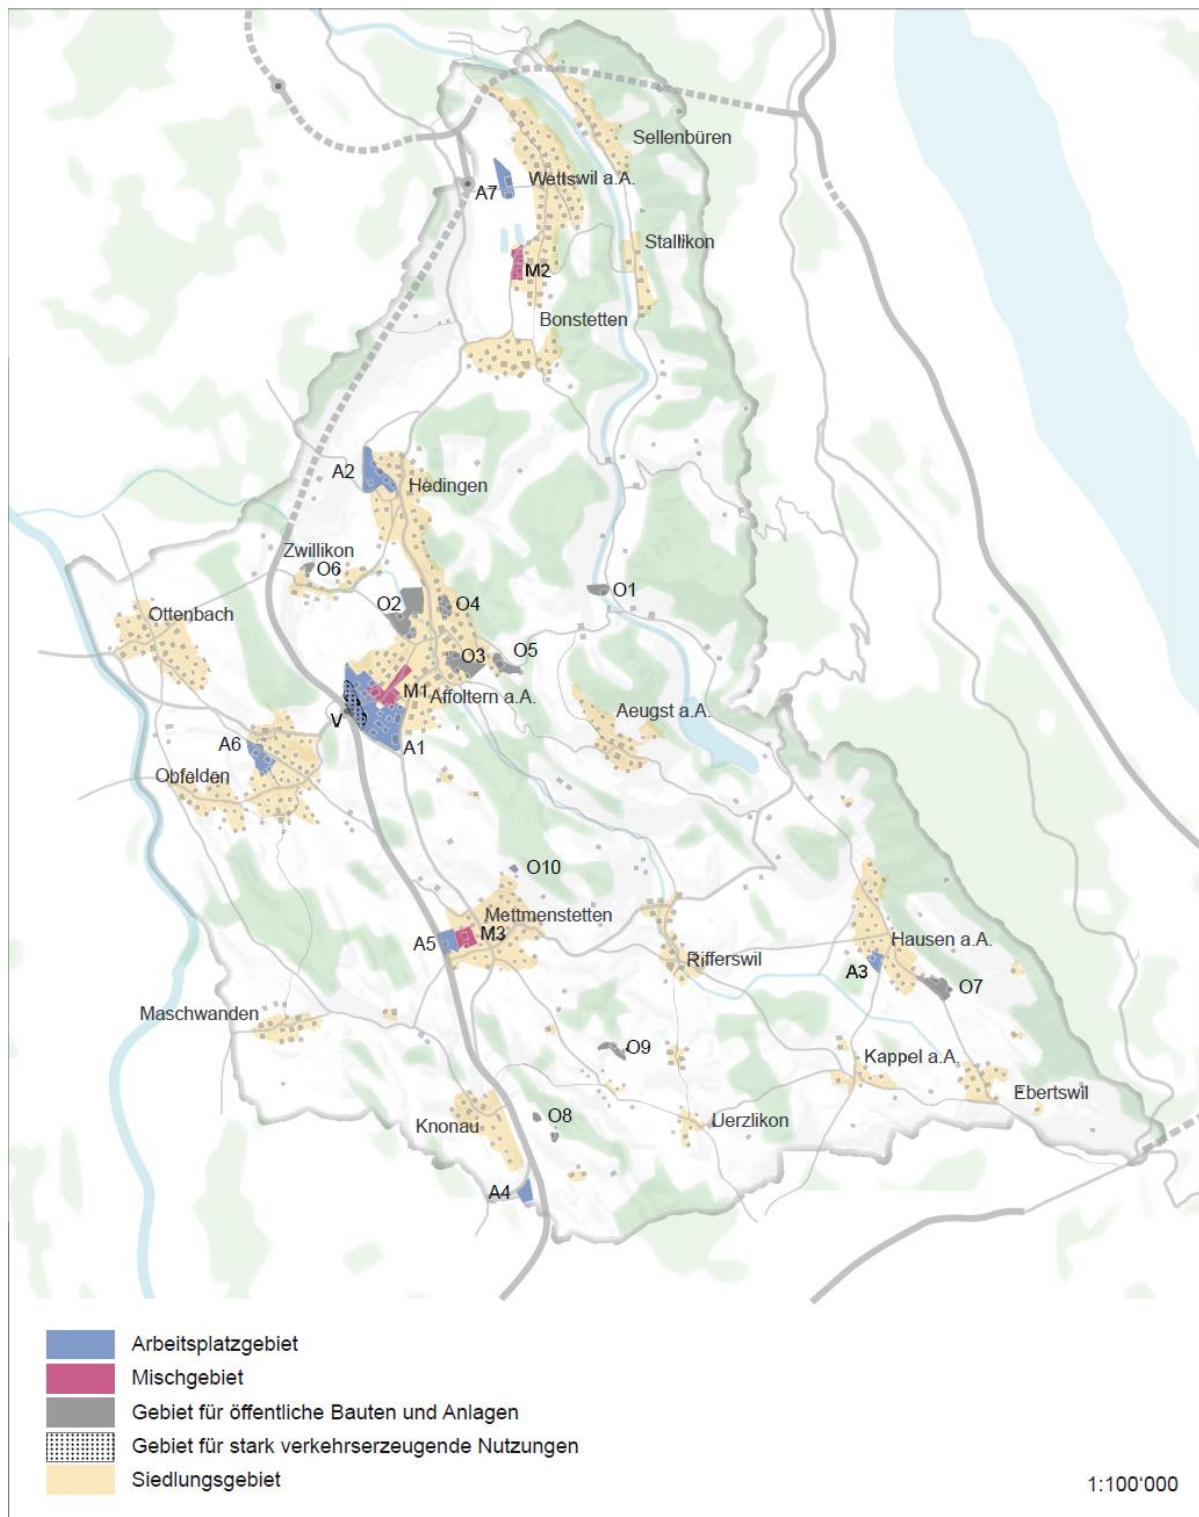 Sellenbüren
Wettswil a.A.
A7
Stallikon
M2
Bonstetten
A2
Hedingen
Zwillikon
O6
O1
O2
O4
Ottenbach
O3
O5
M1
Affoltern a.A.
Aeugst a.A.
V
A1
A6
Obfelden
O10
Mettmenstetten
A5
M3
Hausen a.A.
Rifferswil
A3
O7
Maschwanden
O9
Kappel a.A.
Ebertswil
O8
Knonau
Uerzlikon
A4
Arbeitsplatzgebiet
Mischgebiet
Gebiet für öffentliche Bauten und Anlagen
Gebiet für stark verkehrserzeugende Nutzungen
Siedlungsgebiet
1:100'000